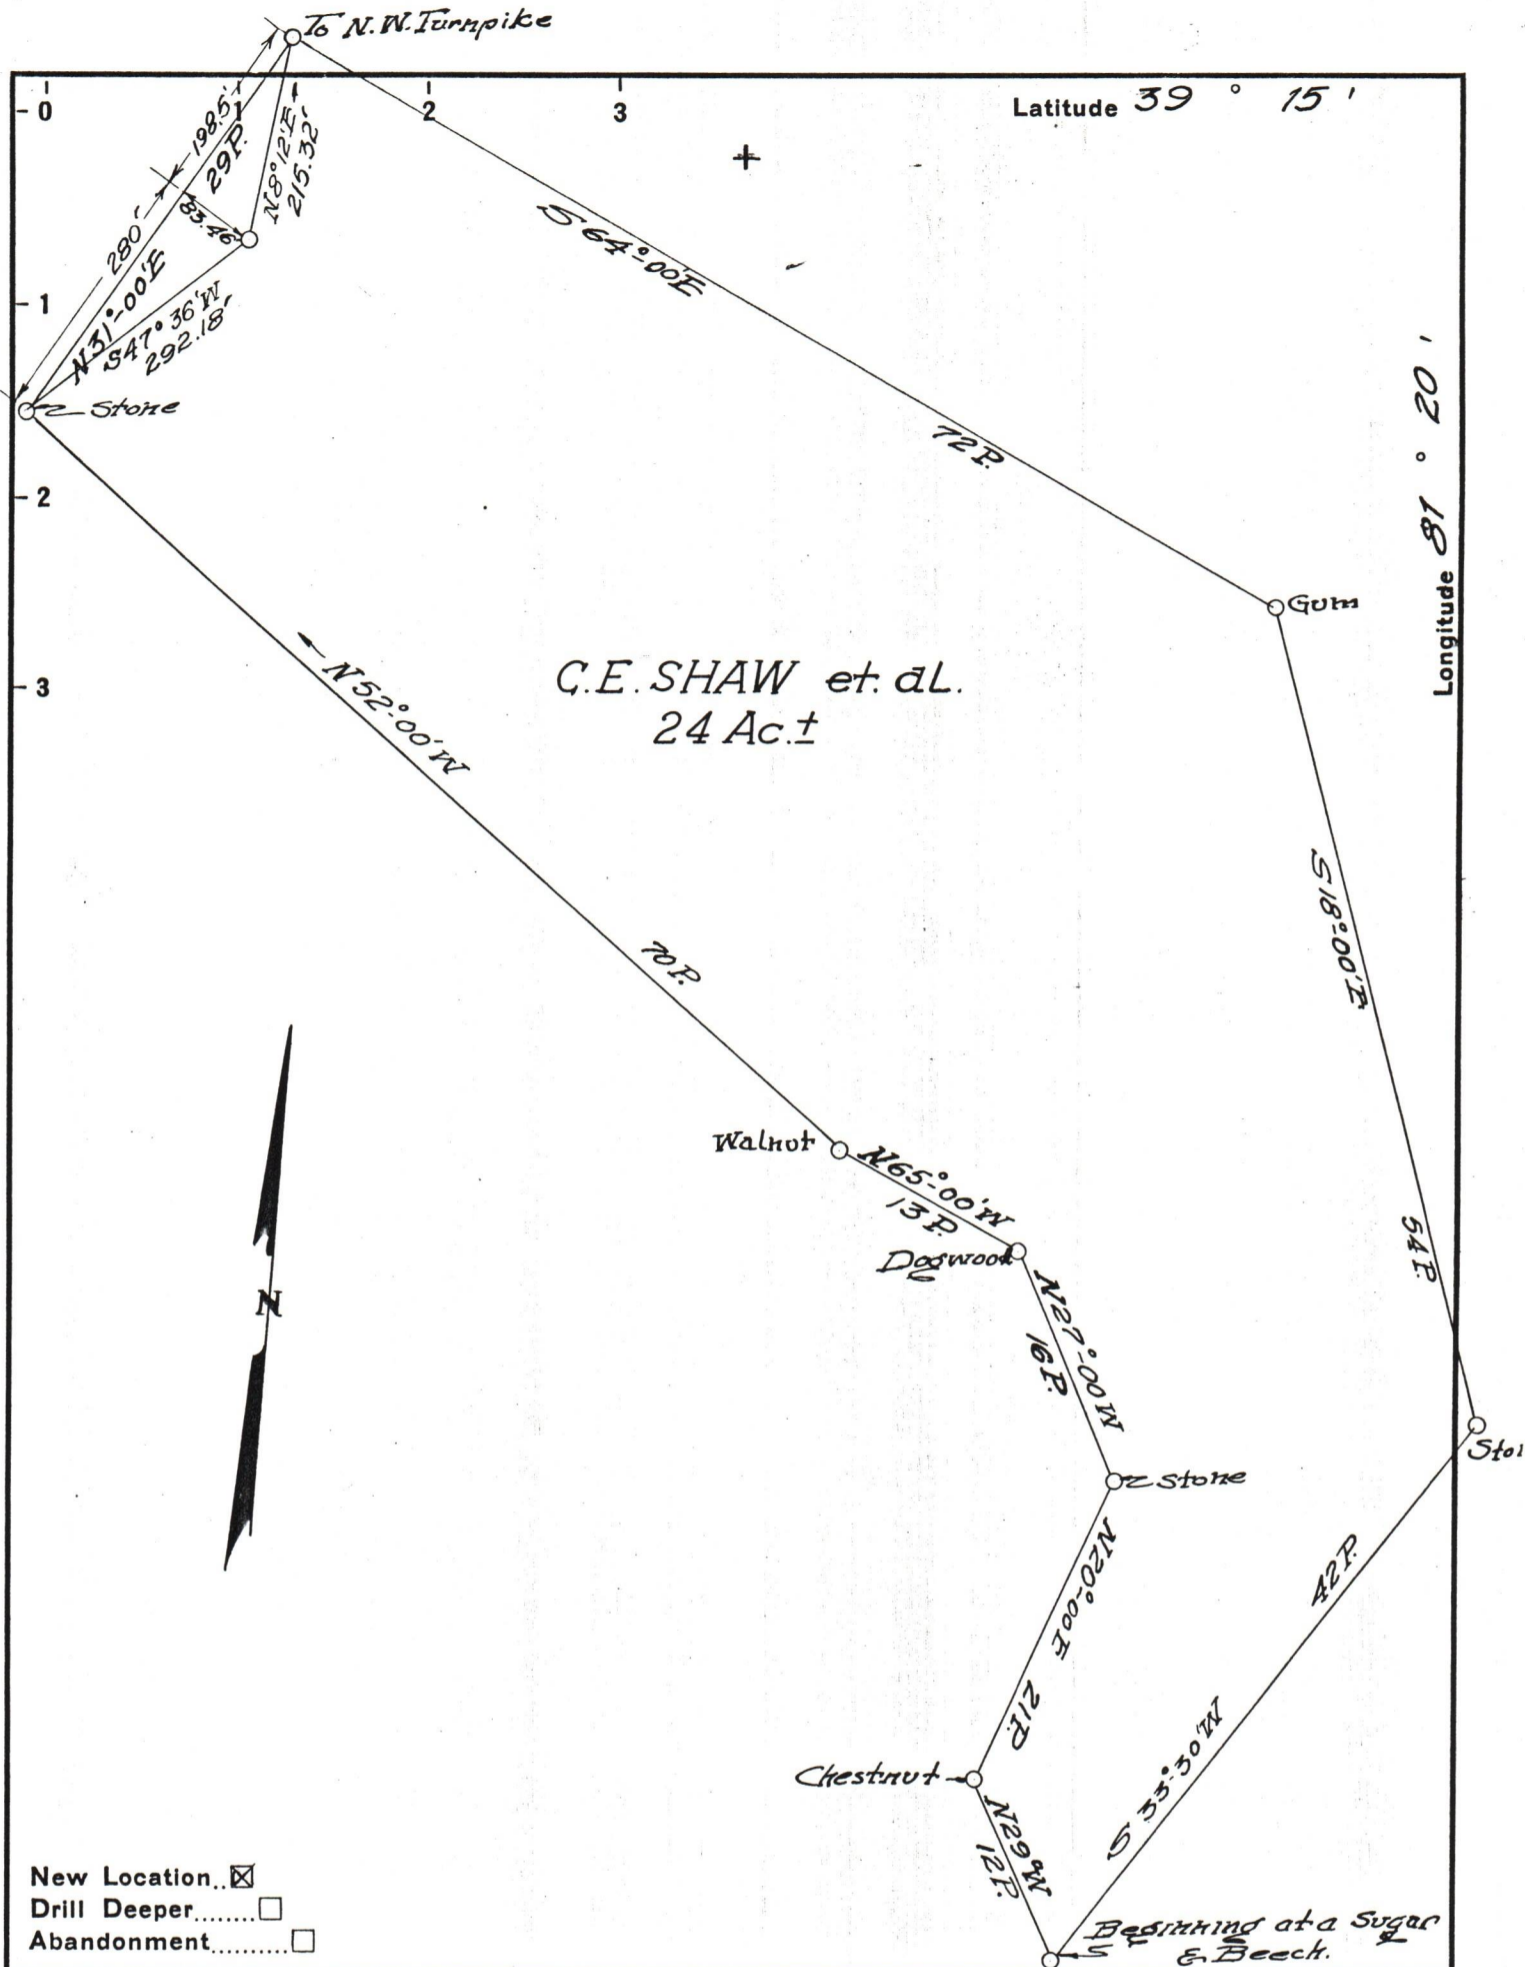 To N.W. Turnpike
0 1 2 3
Latitude 39 ° 15 '
198.5'
29P.
N8°12'E
215.32'
83.46
280'
N31°-00'E
S47°36'W
292.18'
Stone
S64°-00'E
72P.
1
2
3
Longitude 81 ° 20 '
Gum
C.E. SHAW et. al.
24 Ac.±
N52°-00'W
70P.
S18°-00'E
54P.
Walnut
N65°-00'W
13P.
Dogwood
N27°-00'W
16P.
Stone
N
N20°-00'E 21P.
42P.
S 33°-30'W
Chestnut
N29°W
12P.
New Location..☒
Drill Deeper........☐
Abandonment..........☐
Beginning at a Sugar
& Beech.